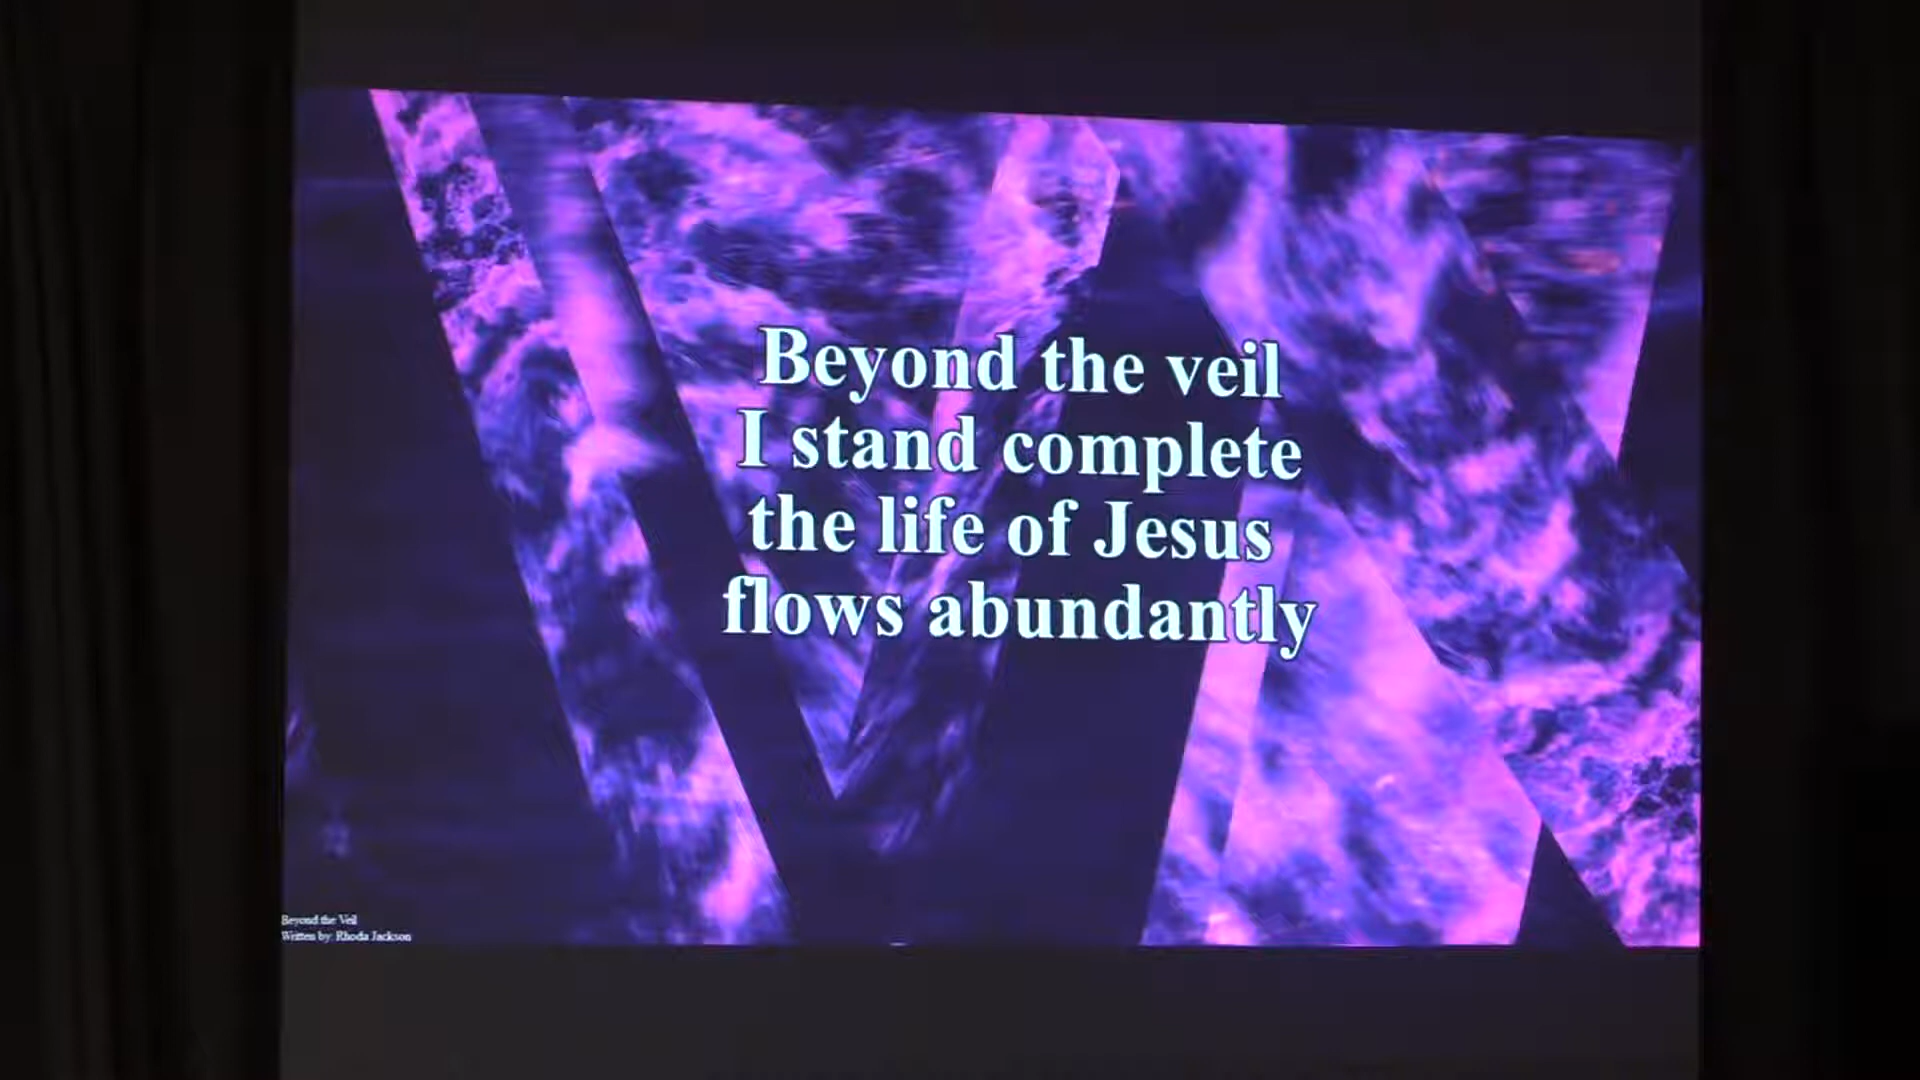 Beyond the veil
I stand complete
the life of Jesus
flows abundantly
Beyond the Veil
Written by: Rhoda Jackson